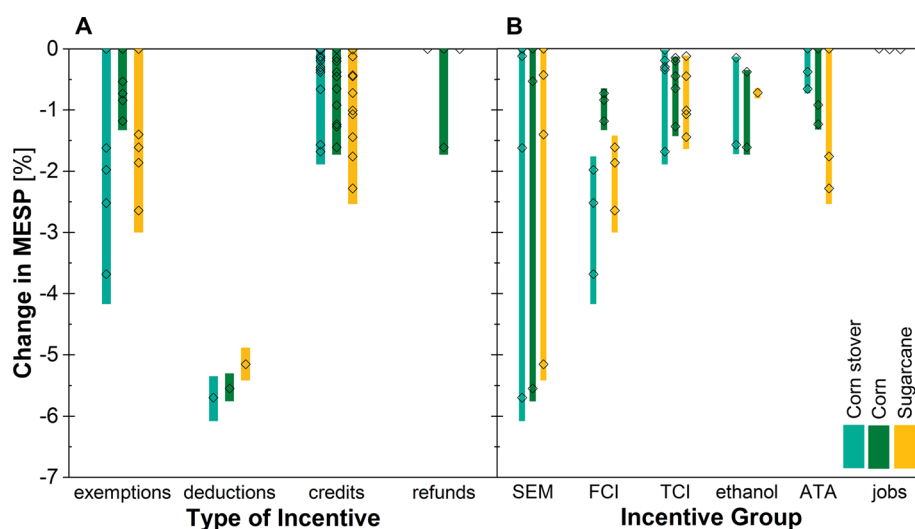 A
B
Change in MESP [%]
0
-1
-2
-3
-4
-5
-6
-7
exemptions deductions credits refunds
Type of Incentive
SEM FCI TCI ethanol ATA jobs
Incentive Group
Corn stover
Corn
Sugarcane